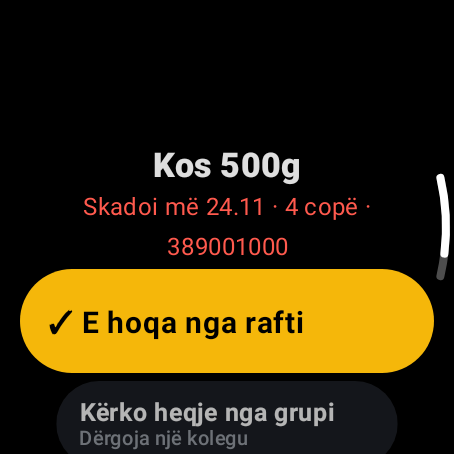 Kos 500g
Skadoi më 24.11 · 4 copë ·
389001000
✓ E hoqa nga rafti
Kërko heqje nga grupi
Dërgoja një kolegu